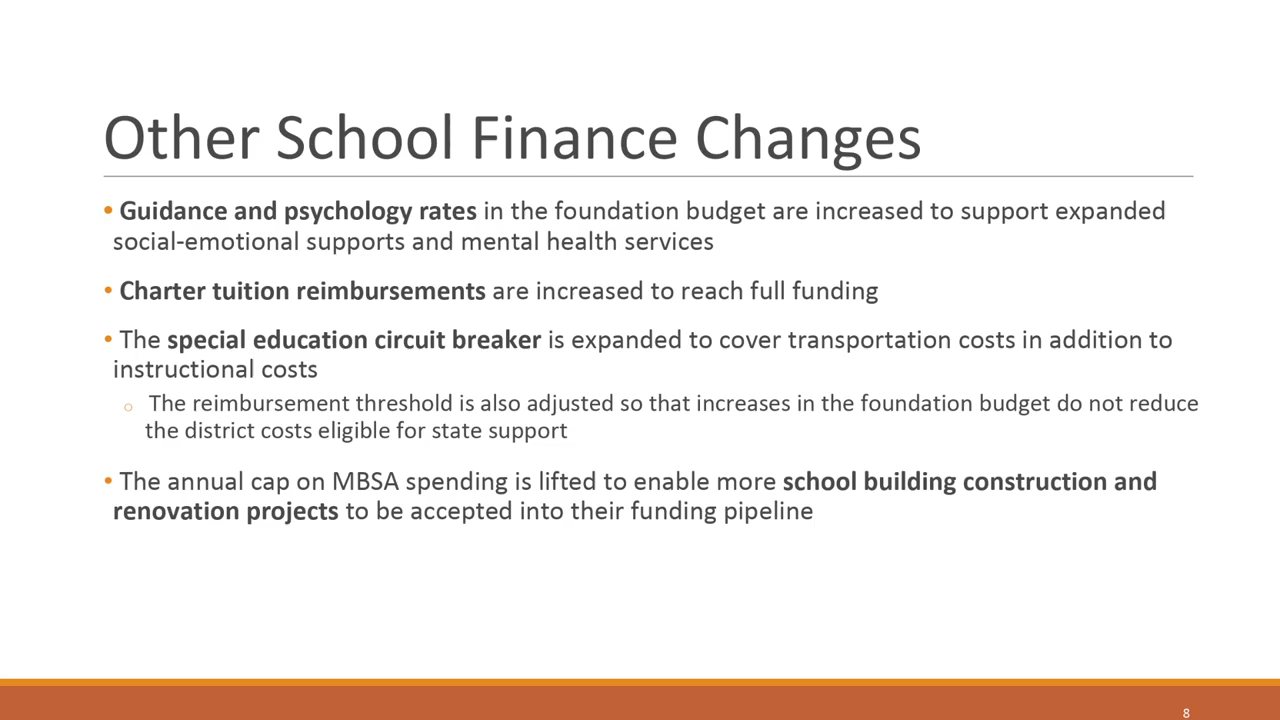 Other School Finance Changes
• Guidance and psychology rates in the foundation budget are increased to support expanded
social-emotional supports and mental health services
• Charter tuition reimbursements are increased to reach full funding
• The special education circuit breaker is expanded to cover transportation costs in addition to
instructional costs
o The reimbursement threshold is also adjusted so that increases in the foundation budget do not reduce
the district costs eligible for state support
• The annual cap on MBSA spending is lifted to enable more school building construction and
renovation projects to be accepted into their funding pipeline
8